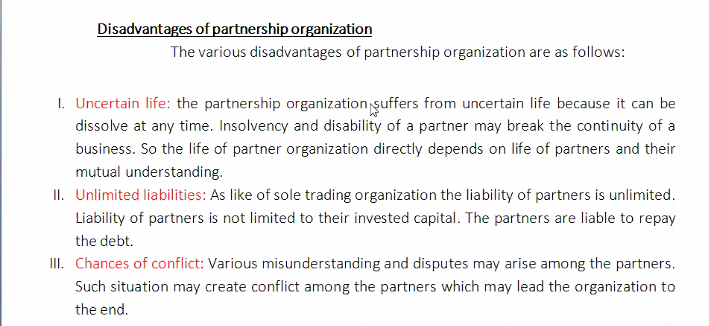 Disadvantages of partnership organization
The various disadvantages of partnership organization are as follows:
I. Uncertain life: the partnership organization suffers from uncertain life because it can be
dissolve at any time. Insolvency and disability of a partner may break the continuity of a
business. So the life of partner organization directly depends on life of partners and their
mutual understanding.
II. Unlimited liabilities: As like of sole trading organization the liability of partners is unlimited.
Liability of partners is not limited to their invested capital. The partners are liable to repay
the debt.
III. Chances of conflict: Various misunderstanding and disputes may arise among the partners.
Such situation may create conflict among the partners which may lead the organization to
the end.